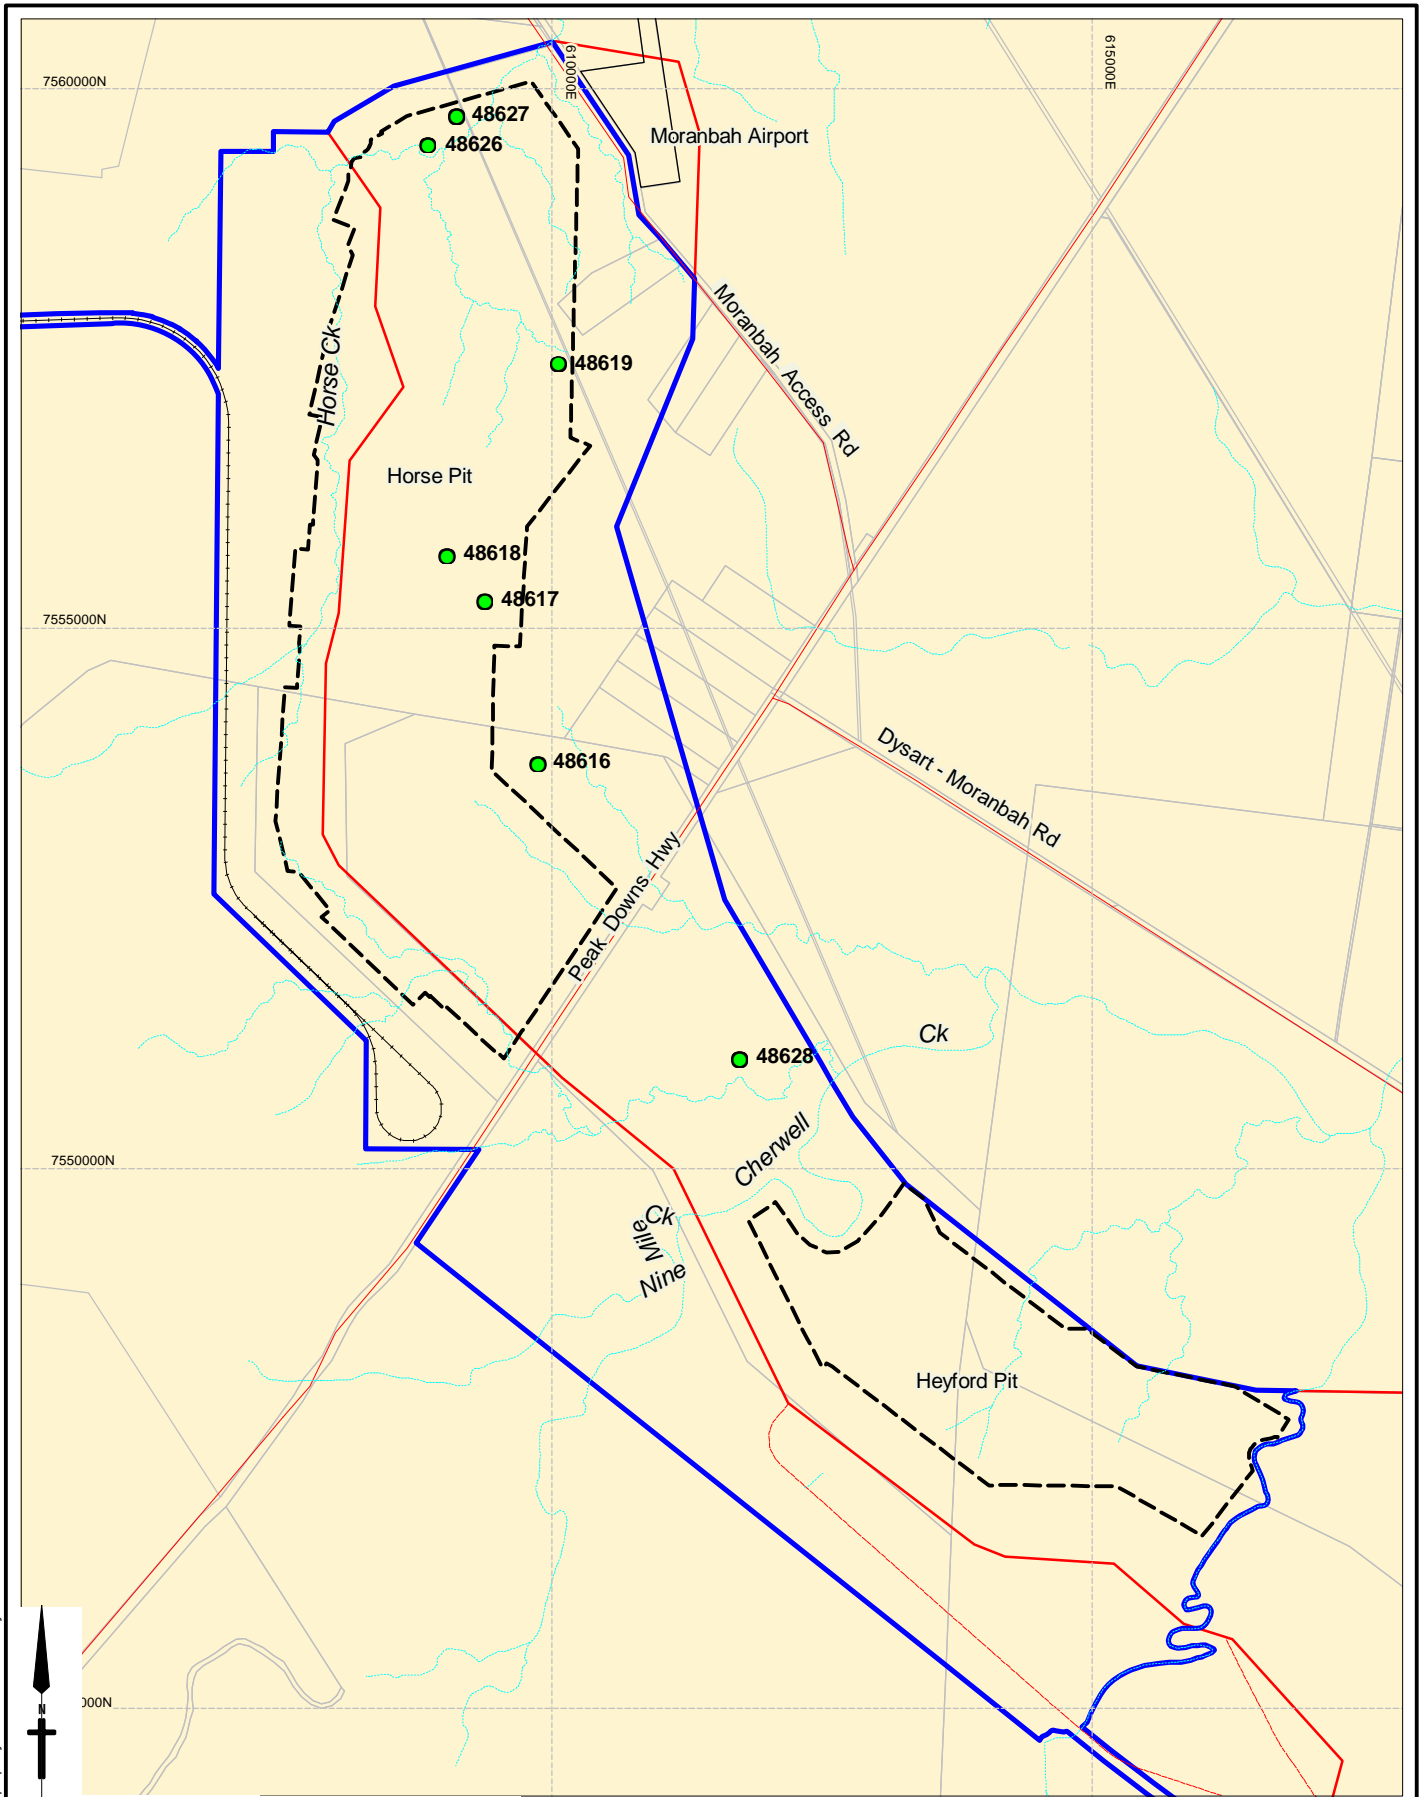 610000E
615000E
7560000N
48627
48626
Moranbah Airport
Moranbah Access Rd
Horse Ck
48619
Horse Pit
48618
48617
7555000N
48616
Dysart - Moranbah Rd
Peak Downs Hwy
Ck
48628
Cherwell
7550000N
Ck
Mile
Nine
Heyford Pit
000N
N